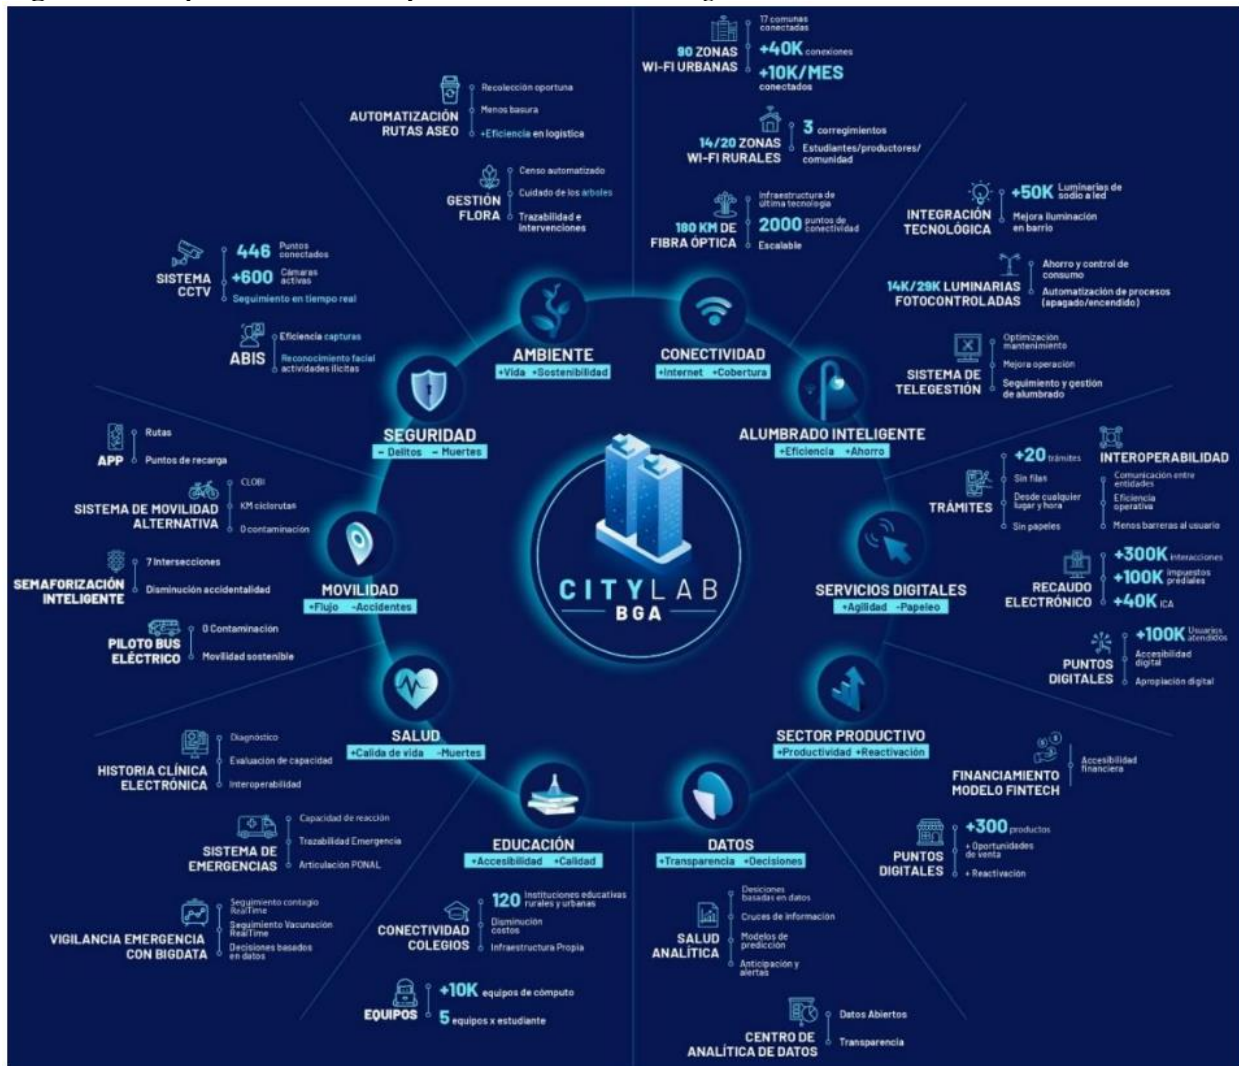 17 comunas
conectadas
90 ZONAS
WI-FI URBANAS
+40K conexiones
+10K/MES
conectados
14/20 ZONAS
WI-FI RURALES
3 corregimientos
Estudiantes/productores/
comunidad
180 KM DE
FIBRA ÓPTICA
Infraestructura de
última tecnología
2000 puntos de
conectividad
Escalable
AUTOMATIZACIÓN
RUTAS ASEO
Recolección oportuna
Menos basura
+Eficiencia en logística
GESTIÓN
FLORA
Censo automatizado
Cuidado de los arboles
Trazabilidad e
Intervenciones
INTEGRACIÓN
TECNOLÓGICA
+50K Luminarias de
sodio a led
Mejora iluminación
en barrio
14K/29K LUMINARIAS
FOTOCONTROLADAS
Ahorro y control de
consumo
Automatización de procesos
(apagado/encendido)
SISTEMA DE
TELEGESTIÓN
Optimización
mantenimiento
Mejora operación
Seguimiento y gestión
de alumbrado
SISTEMA
CCTV
446 Puntos
conectados
+600 Cámaras
activas
Seguimiento en tiempo real
ABIS
Eficiencia capturas
Reconocimiento facial
actividades ilícitas
AMBIENTE
+Vida +Sostenibilidad
CONECTIVIDAD
+Internet +Cobertura
SEGURIDAD
- Delitos - Muertes
ALUMBRADO INTELIGENTE
+Eficiencia +Ahorro
APP
Rutas
Puntos de recarga
SISTEMA DE MOVILIDAD
ALTERNATIVA
CLOBI
KM ciclorutas
0 contaminación
SEMAFORIZACIÓN
INTELIGENTE
7 Intersecciones
Disminución accidentalidad
PILOTO BUS
ELÉCTRICO
0 Contaminación
Movilidad sostenible
MOVILIDAD
+Flujo -Accidentes
CITYLAB
BGA
SERVICIOS DIGITALES
+Agilidad -Papeleo
TRÁMITES
+20 trámites
Sin filas
Desde cualquier
lugar y hora
Sin papeles
INTEROPERABILIDAD
Comunicación entre
entidades
Eficiencia
operativa
Menos barreras al usuario
RECAUDO
ELECTRÓNICO
+300K interacciones
+100K impuestos
prediales
+40K ICA
PUNTOS
DIGITALES
+100K Usuarios
atendidos
Accesibilidad
digital
Apropiación digital
SALUD
+Calida de vida -Muertes
SECTOR PRODUCTIVO
+Productividad +Reactivación
HISTORIA CLÍNICA
ELECTRÓNICA
Diagnóstico
Evaluación de capacidad
Interoperabilidad
SISTEMA DE
EMERGENCIAS
Capacidad de reacción
Trazabilidad Emergencia
Articulación PONAL
VIGILANCIA EMERGENCIA
CON BIGDATA
Seguimiento contagio
RealTime
Seguimiento Vacunación
RealTime
Decisiones basados
en datos
EDUCACIÓN
+Accesibilidad +Calidad
DATOS
+Transparencia +Decisiones
FINANCIAMIENTO
MODELO FINTECH
Accesibilidad
financiera
PUNTOS
DIGITALES
+300 productos
+ Oportunidades
de venta
+ Reactivación
CONECTIVIDAD
COLEGIOS
120 Instituciones educativas
rurales y urbanas
Disminución
costos
Infraestructura Propia
EQUIPOS
+10K equipos de cómputo
5 equipos x estudiante
SALUD
ANALÍTICA
Desiciones
basadas en datos
Cruces de información
Modelos de
predicción
Anticipación y
alertas
CENTRO DE
ANALÍTICA DE DATOS
Datos Abiertos
Transparencia